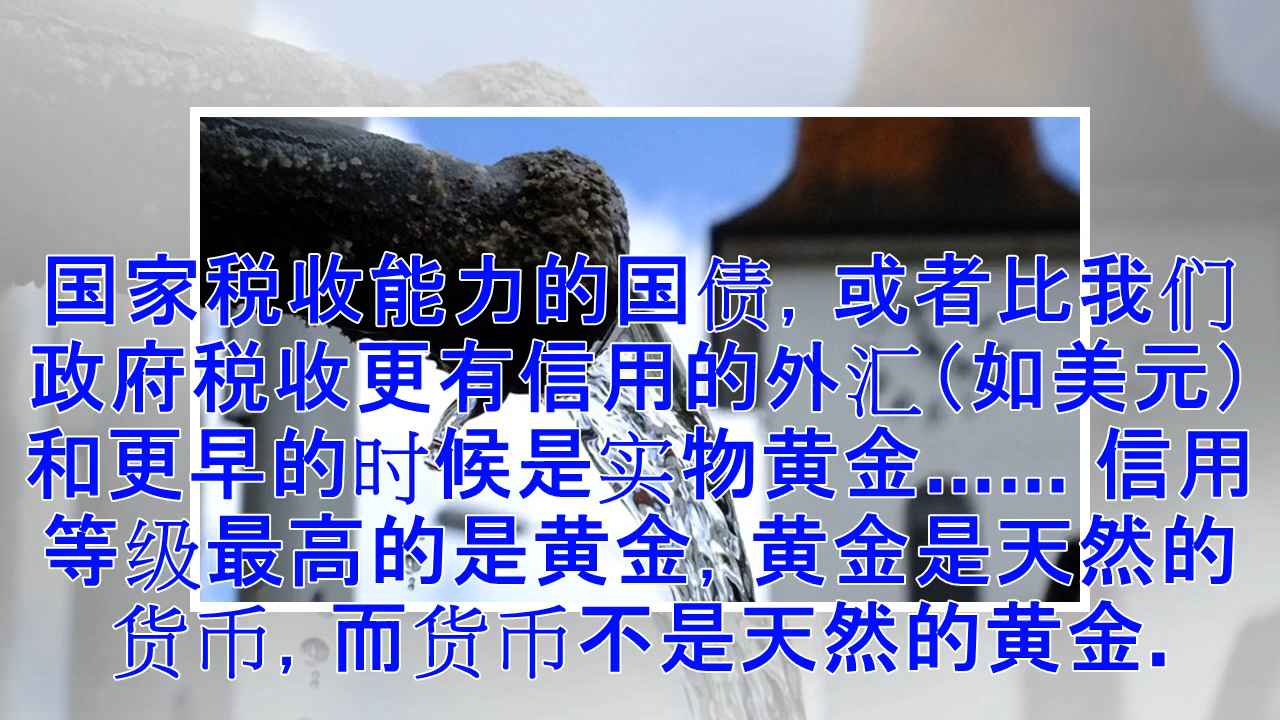 国家税收能力的国债, 或者比我们
政府税收更有信用的外汇(如美元)
和更早的时候是实物黄金...... 信用
等级最高的是黄金, 黄金是天然的
货币, 而货币不是天然的黄金.